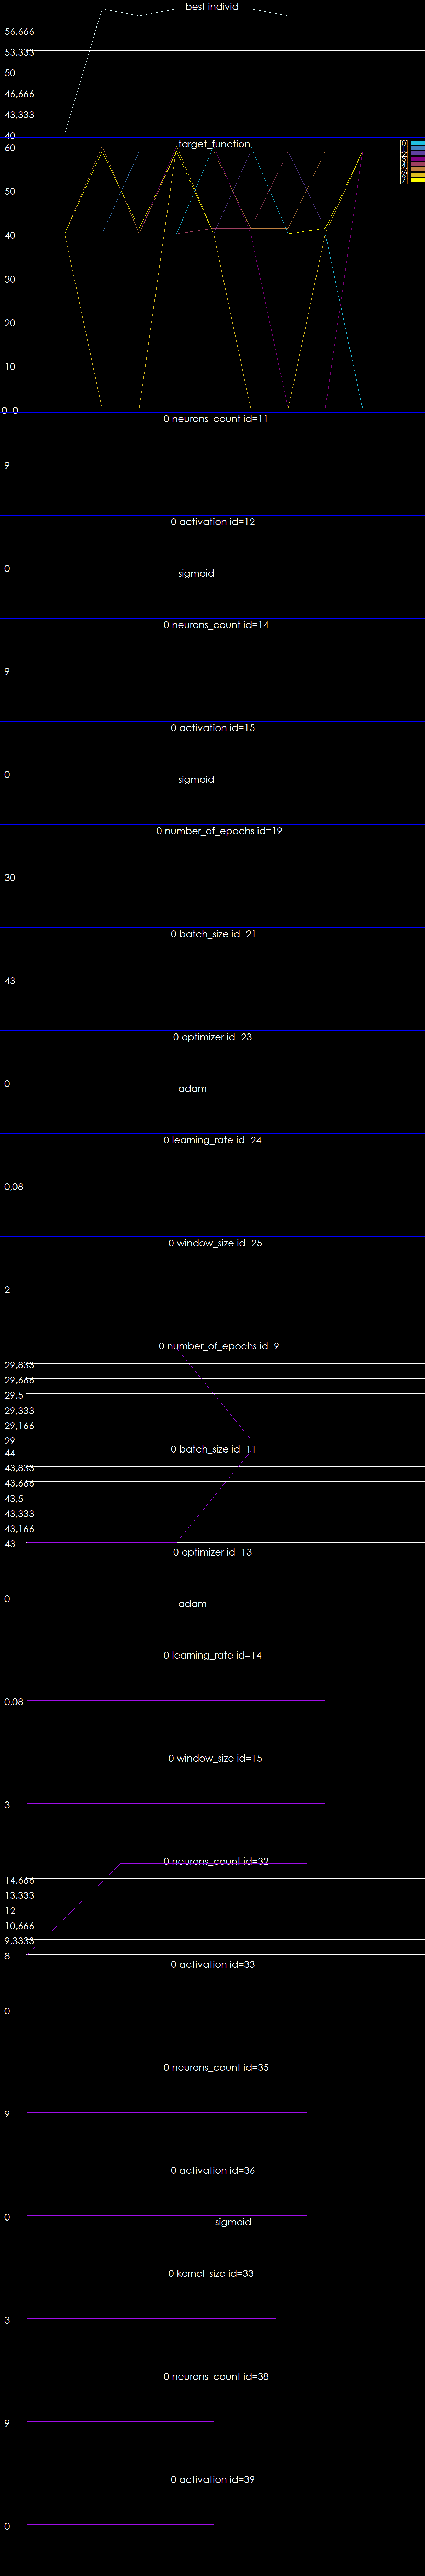 best individ
56,666
53,333
50
46,666
43,333
40
target_function
60
50
40
30
20
10
0 0
0 neurons_count id=11
9
0 activation id=12
0
sigmoid
0 neurons_count id=14
9
0 activation id=15
0
sigmoid
0 number_of_epochs id=19
30
0 batch_size id=21
43
0 optimizer id=23
0
adam
0 learning_rate id=24
0,08
0 window_size id=25
2
0 number_of_epochs id=9
29,833
29,666
29,5
29,333
29,166
29
0 batch_size id=11
44
43,833
43,666
43,5
43,333
43,166
43
0 optimizer id=13
0
adam
0 learning_rate id=14
0,08
0 window_size id=15
3
0 neurons_count id=32
14,666
13,333
12
10,666
9,3333
8
0 activation id=33
0
0 neurons_count id=35
9
0 activation id=36
0
sigmoid
0 kernel_size id=33
3
0 neurons_count id=38
9
0 activation id=39
0